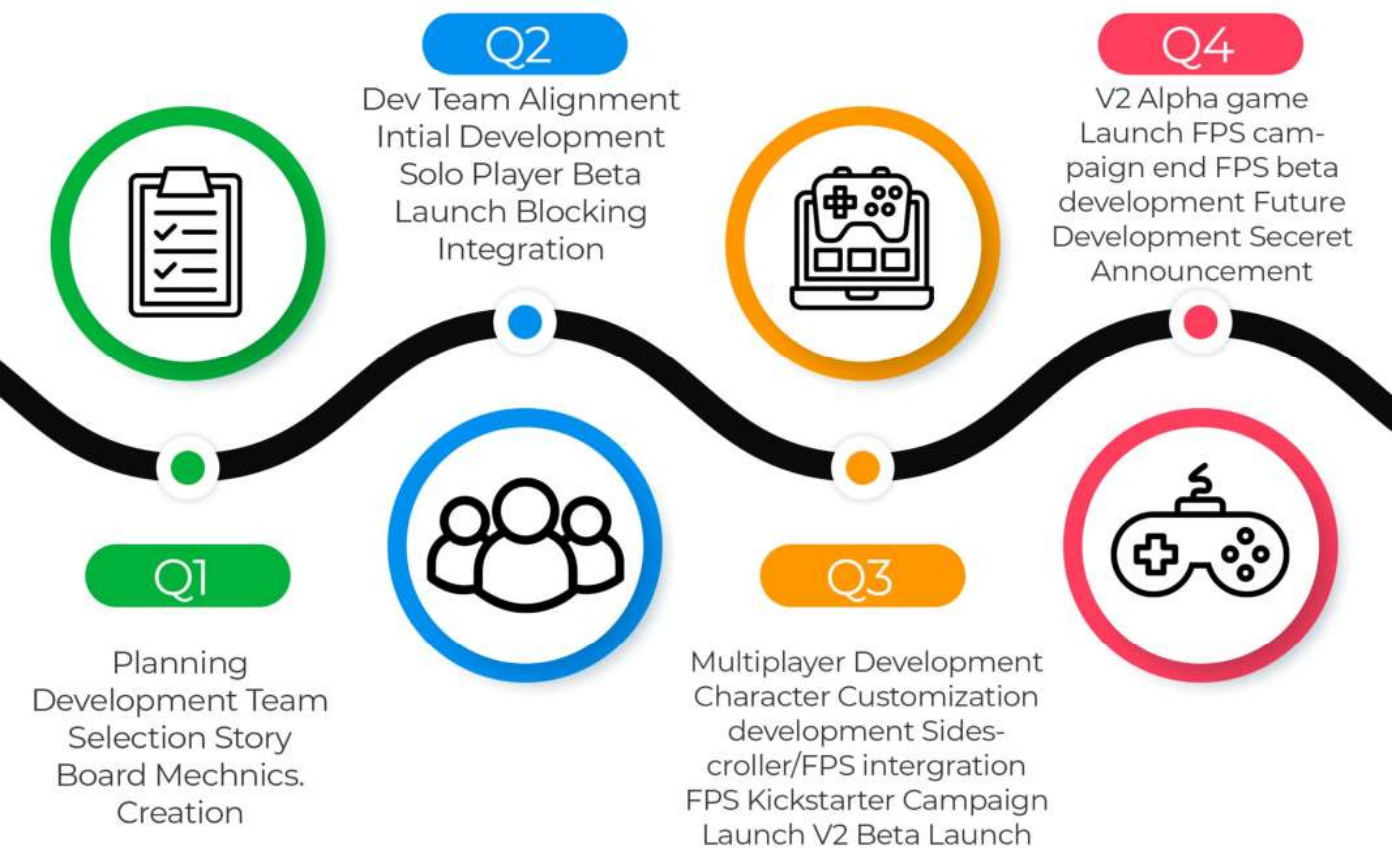 Q1
Planning
Development Team
Selection Story
Board Mechnics.
Creation
Q2
Dev Team Alignment
Intial Development
Solo Player Beta
Launch Blocking
Integration
Q3
Multiplayer Development
Character Customization
development Sides-
croller/FPS intergration
FPS Kickstarter Campaign
Launch V2 Beta Launch
Q4
V2 Alpha game
Launch FPS cam-
paign end FPS beta
development Future
Development Seceret
Announcement